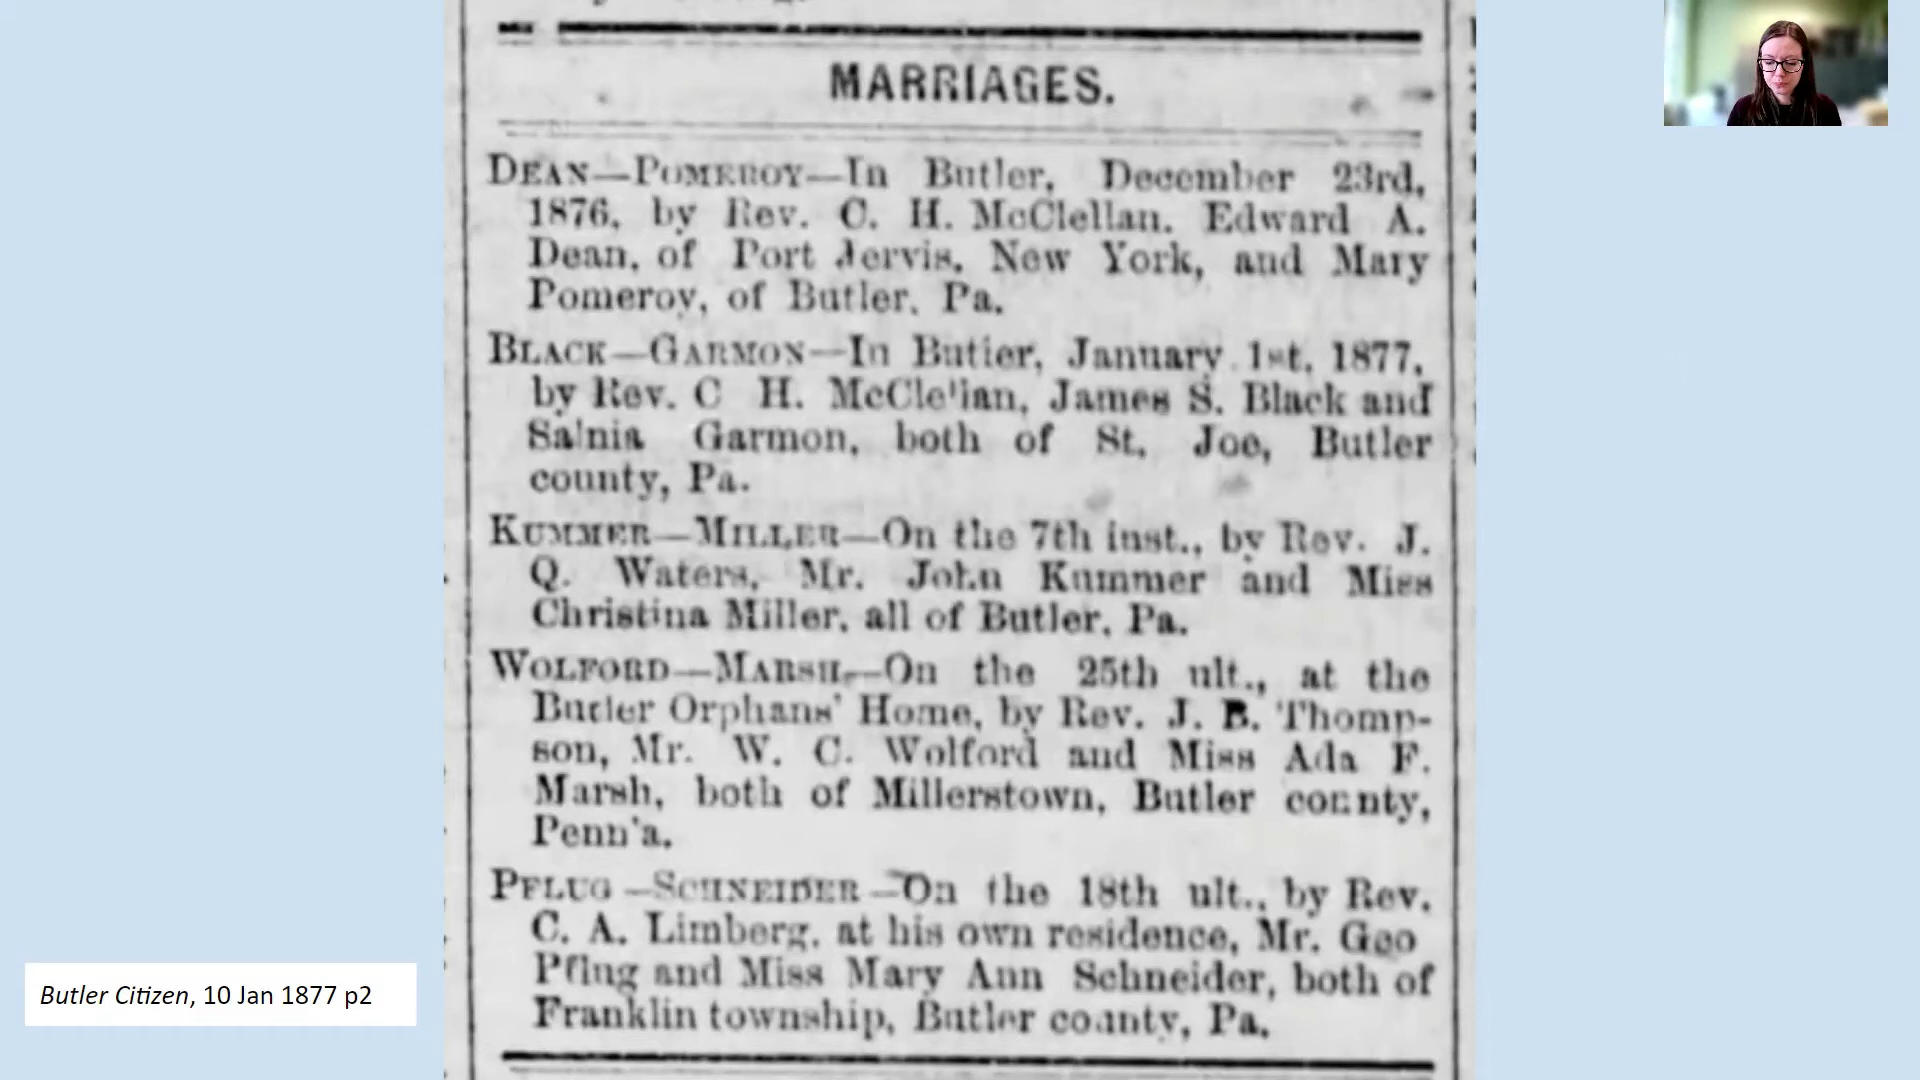 MARRIAGES.
DEAN—POMEROY—In Butler, December 23rd,
1876, by Rev. C. H. McClellan, Edward A.
Dean, of Port Jervis, New York, and Mary
Pomeroy, of Butler, Pa.
BLACK—GARMON—In Butler, January 1st, 1877,
by Rev. C H. McClellan, James S. Black and
Salnia Garmon, both of St. Joe, Butler
county, Pa.
KUMMER—MILLER—On the 7th inst., by Rev. J.
Q. Waters, Mr. John Kummer and Miss
Christina Miller, all of Butler, Pa.
WOLFORD—MARSH,—On the 25th ult., at the
Butler Orphans' Home, by Rev. J. B. Thomp-
son, Mr. W. C. Wolford and Miss Ada F.
Marsh, both of Millerstown, Butler county,
Penn'a.
PFLUG—SCHNEIDER—On the 18th ult., by Rev.
C. A. Limberg, at his own residence, Mr. Geo
Pflug and Miss Mary Ann Schneider, both of
Franklin township, Butler county, Pa.
Butler Citizen, 10 Jan 1877 p2